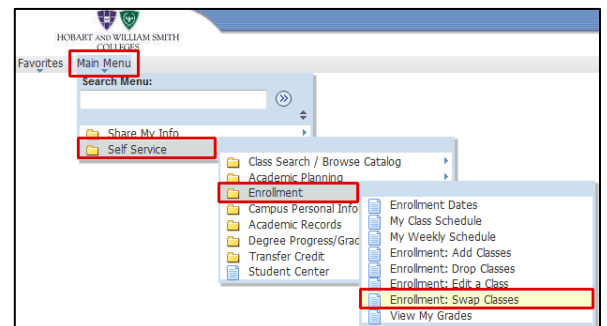 HOBART AND WILLIAM SMITH
COLLEGES
Favorites Main Menu
Search Menu:
Share My Info
Self Service
Class Search / Browse Catalog
Academic Planning
Enrollment
Campus Personal Info
Academic Records
Degree Progress/Grad
Transfer Credit
Student Center
Enrollment Dates
My Class Schedule
My Weekly Schedule
Enrollment: Add Classes
Enrollment: Drop Classes
Enrollment: Edit a Class
Enrollment: Swap Classes
View My Grades